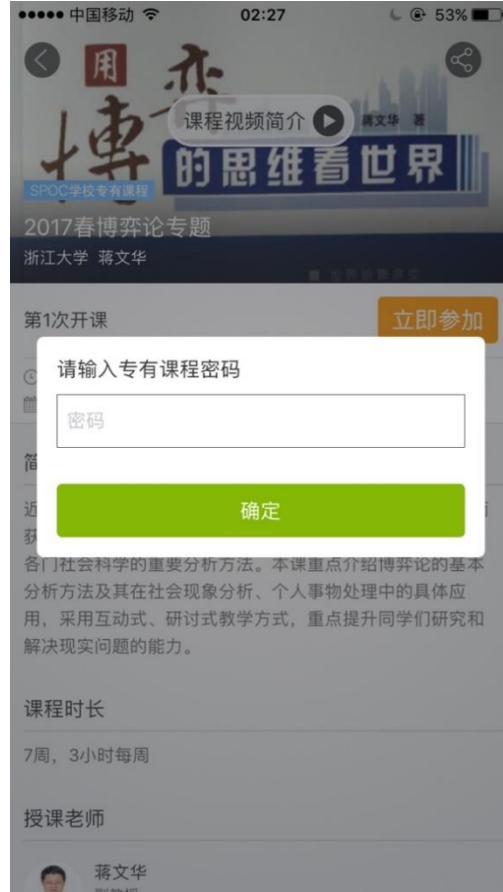 中国移动 02:27 53%
用
博弈
课程视频简介
蒋文华 著
的思维看世界
SPOC学校专有课程
2017春博弈论专题
浙江大学 蒋文华
第1次开课
立即参加
请输入专有课程密码
密码
简
确定
近
获
各门社会科学的重要分析方法。本课重点介绍博弈论的基本
分析方法及其在社会现象分析、个人事物处理中的具体应
用，采用互动式、研讨式教学方式，重点提升同学们研究和
解决现实问题的能力。
课程时长
7周，3小时每周
授课老师
蒋文华